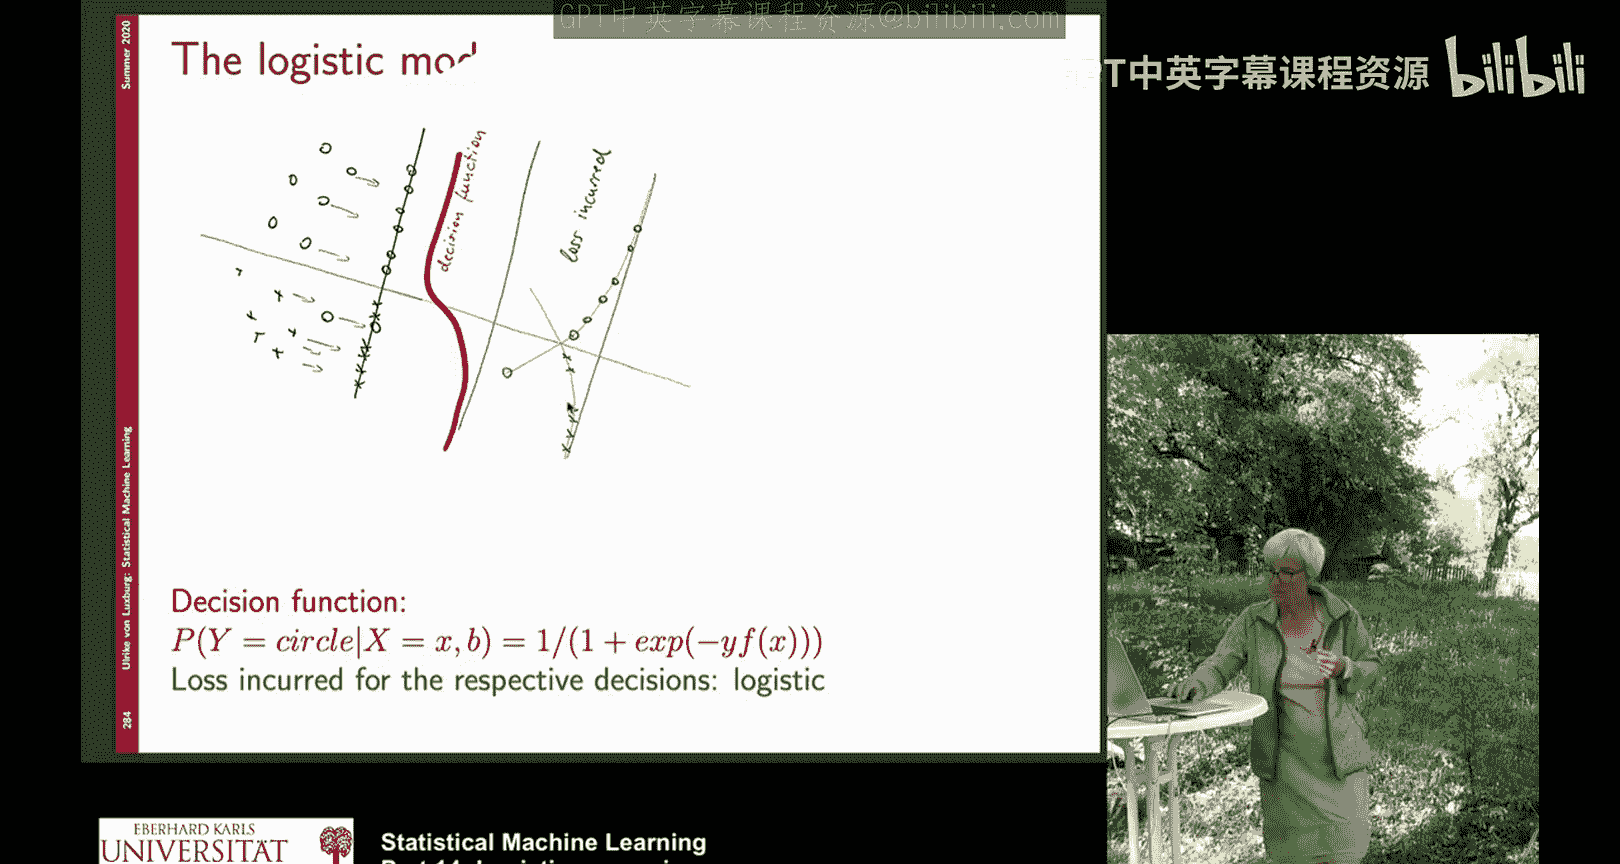 GPT中英字幕课程资源@bilibili.com
T中英字幕课程资源 bilibili
Summer 2020
The logistic mod
decision function
loss incurred
Ulrike von Luxburg: Statistical Machine Learning
Decision function:
P(Y = circle|X = x, b) = 1/(1 + exp(−yf(x)))
Loss incurred for the respective decisions: logistic
284
EBERHARD KARLS
UNIVERSITÄT
Statistical Machine Learning